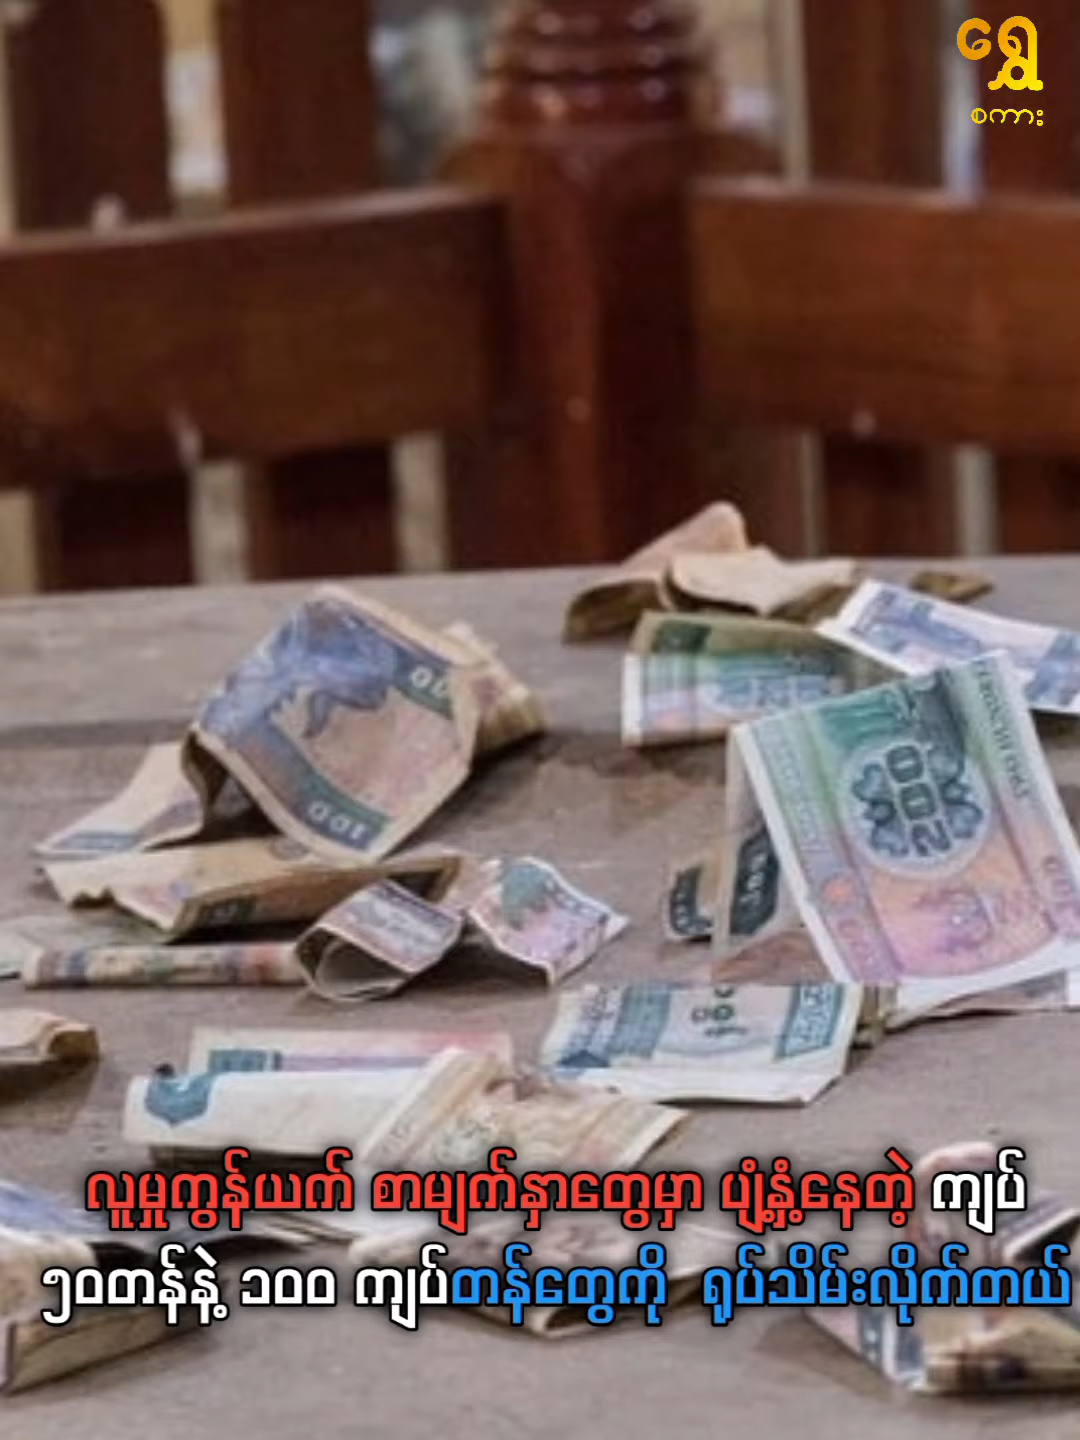 ရွှေ
စကား
200
100
လူမှုကွန်ယက် စာမျက်နှာတွေမှာ ပျံ့နှံ့နေတဲ့ ကျပ်
၅၀တန်နဲ့ ၁၀၀ ကျပ်တန်တွေကို ရုပ်သိမ်းလိုက်တယ်